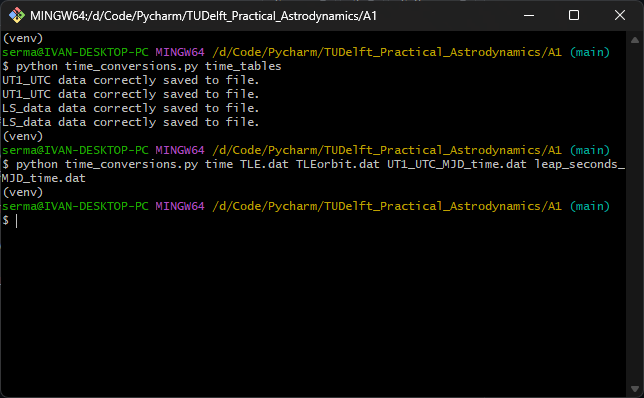 MINGW64:/d/Code/Pycharm/TUDelft_Practical_Astrodynamics/A1
(venv)
serma@IVAN-DESKTOP-PC MINGW64 /d/Code/Pycharm/TUDelft_Practical_Astrodynamics/A1 (main)
$ python time_conversions.py time_tables
UT1_UTC data correctly saved to file.
UT1_UTC data correctly saved to file.
LS_data data correctly saved to file.
LS_data data correctly saved to file.
(venv)
serma@IVAN-DESKTOP-PC MINGW64 /d/Code/Pycharm/TUDelft_Practical_Astrodynamics/A1 (main)
$ python time_conversions.py time TLE.dat TLEorbit.dat UT1_UTC_MJD_time.dat leap_seconds_
MJD_time.dat
(venv)
serma@IVAN-DESKTOP-PC MINGW64 /d/Code/Pycharm/TUDelft_Practical_Astrodynamics/A1 (main)
$